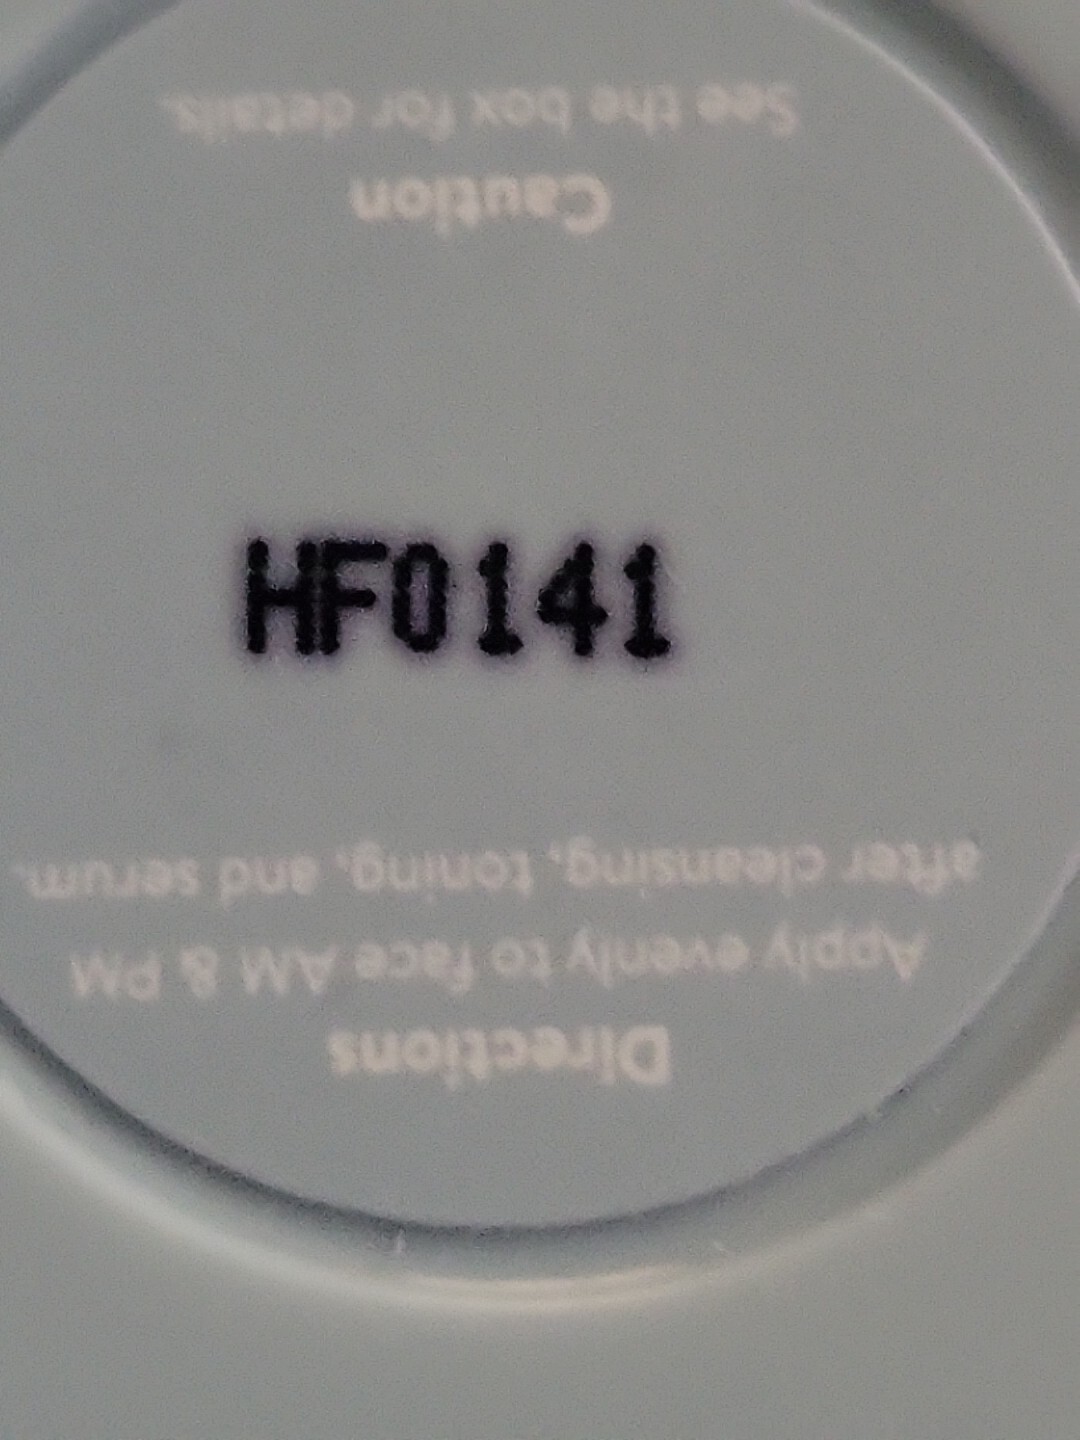 HF0141
Directions
Apply evenly to face AM & PM
after cleansing, toning, and serum.
Caution
See the box for details.